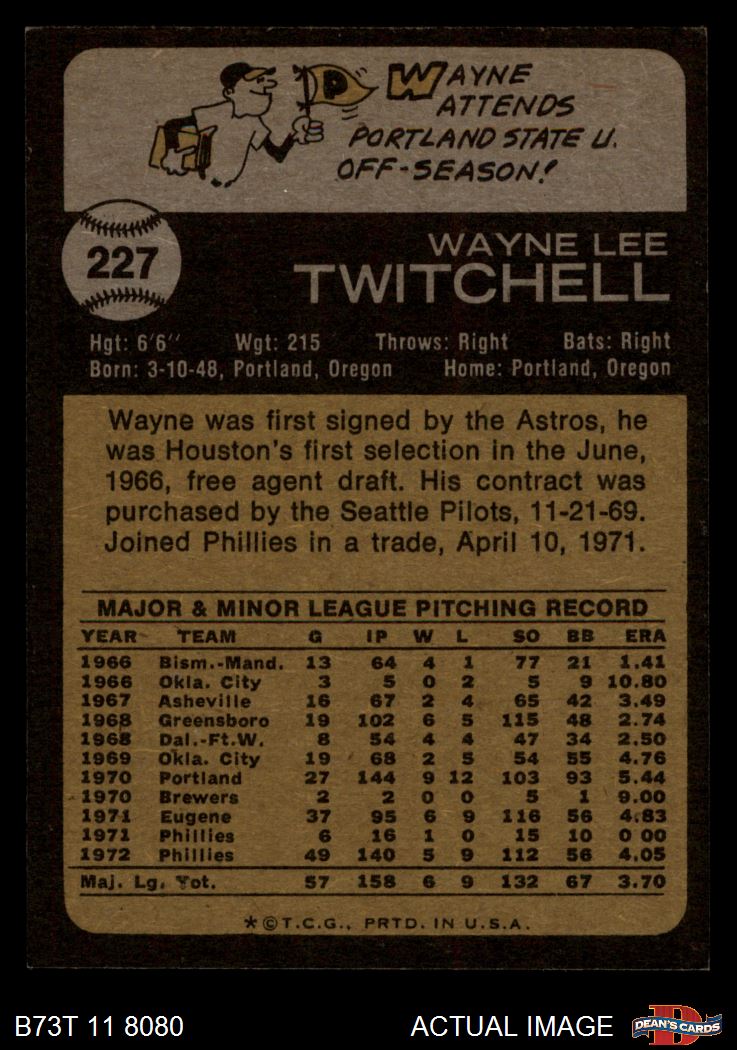 P
WAYNE
ATTENDS
PORTLAND STATE U.
OFF-SEASON!
227
WAYNE LEE
TWITCHELL
Hgt: 6'6" Wgt: 215 Throws: Right Bats: Right
Born: 3-10-48, Portland, Oregon Home: Portland, Oregon
Wayne was first signed by the Astros, he
was Houston's first selection in the June,
1966, free agent draft. His contract was
purchased by the Seattle Pilots, 11-21-69.
Joined Phillies in a trade, April 10, 1971.
MAJOR & MINOR LEAGUE PITCHING RECORD
YEAR TEAM G IP W L SO BB ERA
1966 Bism.-Mand. 13 64 4 1 77 21 1.41
1966 Okla. City 3 5 0 2 5 9 10.80
1967 Asheville 16 67 2 4 65 42 3.49
1968 Greensboro 19 102 6 5 115 48 2.74
1968 Dal.-Ft.W. 8 54 4 4 47 34 2.50
1969 Okla. City 19 68 2 5 54 55 4.76
1970 Portland 27 144 9 12 103 93 5.44
1970 Brewers 2 2 0 0 5 1 9.00
1971 Eugene 37 95 6 9 116 56 4.83
1971 Phillies 6 16 1 0 15 10 0 00
1972 Phillies 49 140 5 9 112 56 4.05
Maj. Lg. Tot. 57 158 6 9 132 67 3.70
*©T.C.G., PRTD. IN U.S.A.
B73T 11 8080 ACTUAL IMAGE DEAN'S CARDS